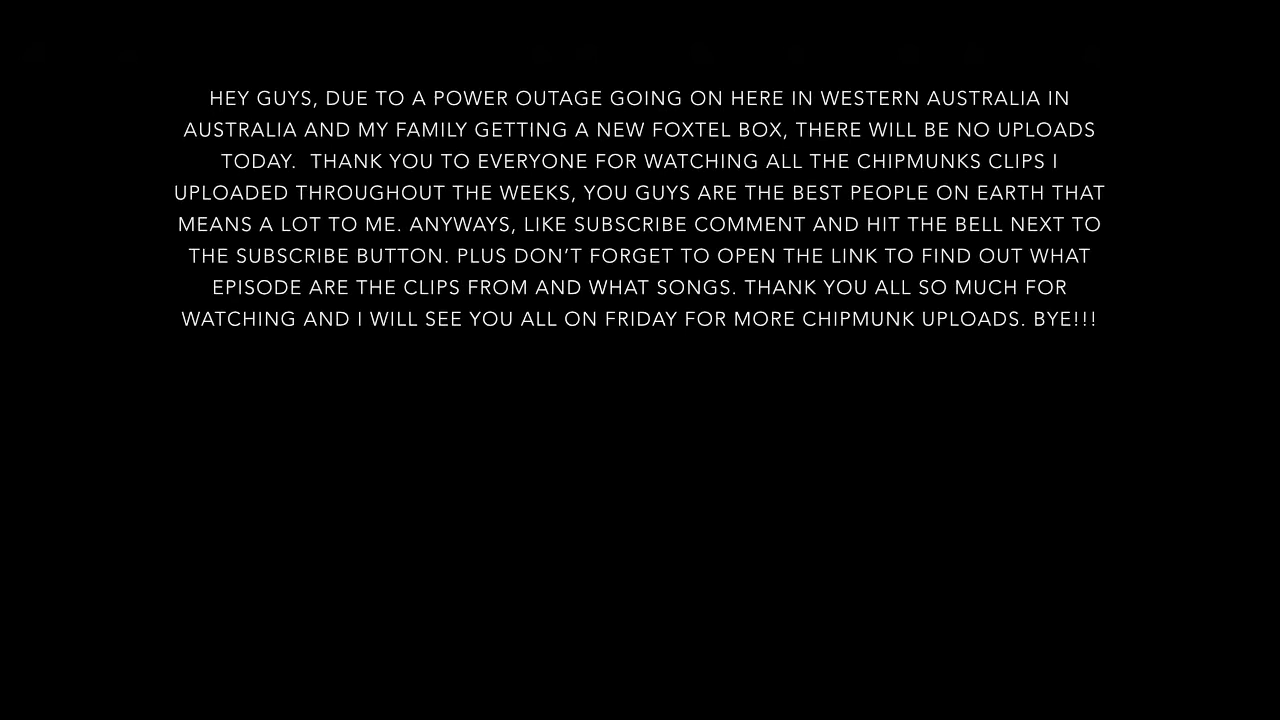 HEY GUYS, DUE TO A POWER OUTAGE GOING ON HERE IN WESTERN AUSTRALIA IN
AUSTRALIA AND MY FAMILY GETTING A NEW FOXTEL BOX, THERE WILL BE NO UPLOADS
TODAY.  THANK YOU TO EVERYONE FOR WATCHING ALL THE CHIPMUNKS CLIPS I
UPLOADED THROUGHOUT THE WEEKS, YOU GUYS ARE THE BEST PEOPLE ON EARTH THAT
MEANS A LOT TO ME. ANYWAYS, LIKE SUBSCRIBE COMMENT AND HIT THE BELL NEXT TO
THE SUBSCRIBE BUTTON. PLUS DON’T FORGET TO OPEN THE LINK TO FIND OUT WHAT
EPISODE ARE THE CLIPS FROM AND WHAT SONGS. THANK YOU ALL SO MUCH FOR
WATCHING AND I WILL SEE YOU ALL ON FRIDAY FOR MORE CHIPMUNK UPLOADS. BYE!!!